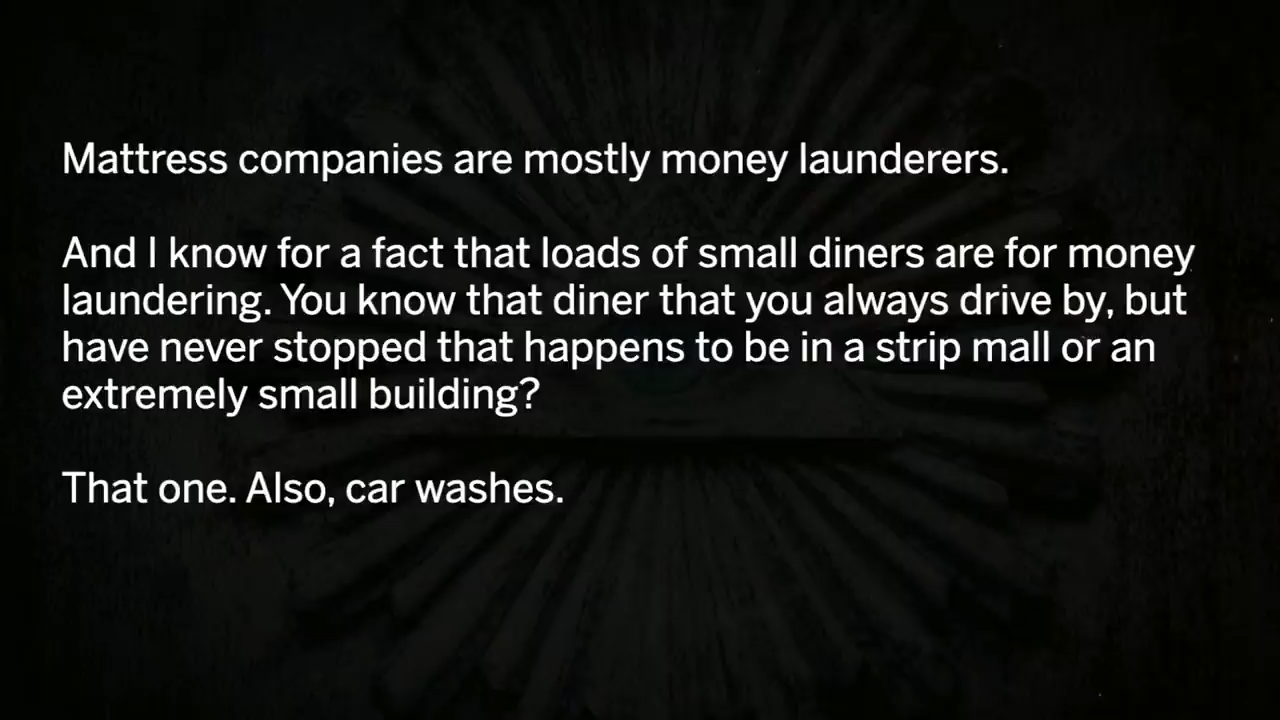 Mattress companies are mostly money launderers.
And I know for a fact that loads of small diners are for money
laundering. You know that diner that you always drive by, but
have never stopped that happens to be in a strip mall or an
extremely small building?
That one. Also, car washes.